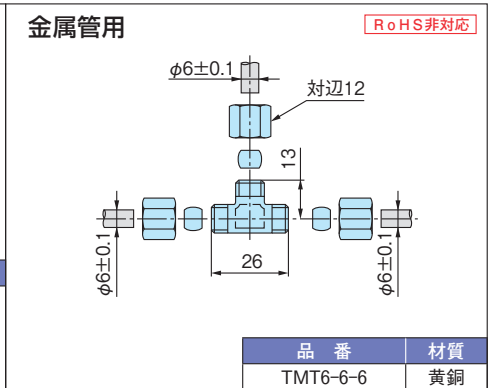 金属管用
RoHS非対応
φ6±0.1
対辺12
13
φ6±0.1
26
φ6±0.1
品 番 材質
TMT6-6-6 黄銅